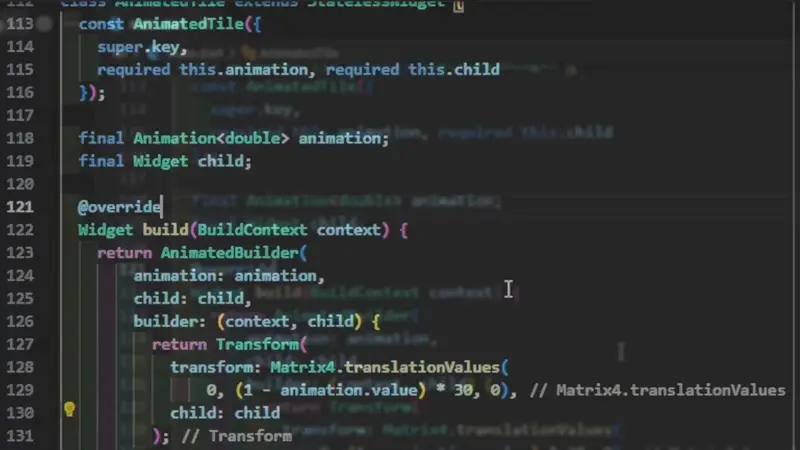 112 class AnimatedTile extends StatelessWidget {
113 const AnimatedTile({
114 super.key,
115 required this.animation, required this.child
116 });
117
118 final Animation<double> animation;
119 final Widget child;
120
121 @override
122 Widget build(BuildContext context) {
123 return AnimatedBuilder(
124 animation: animation,
125 child: child,
126 builder: (context, child) {
127 return Transform(
128 transform: Matrix4.translationValues(
129 0, (1 - animation.value) * 30, 0), // Matrix4.translationValues
130 child: child
131 ); // Transform